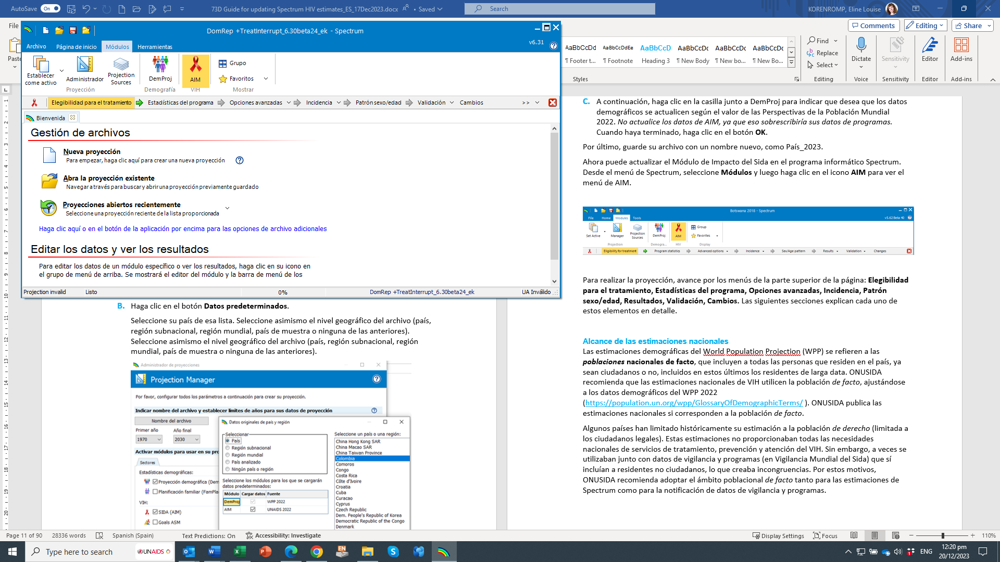 AutoSave On
73D Guide for updating Spectrum HIV estimates_ES_17Dec2023.docx
• Saved
Search
KORENROMP, Eline Louise
File
Comments
Editing
Share
Paste
AaBbCcDd
AaBbCcDdEe
AaBbCcD
AaBbCcDc
AaBbCcDc
AaBbCcDc
¶ Footer t...
¶ Footnote
Heading 3
¶ New Body
¶ New bo...
¶ New Bo...
Styles
Find
Replace
Select
Editing
Dictate
Voice
Sensitivity
Sensitivity
Editor
Editor
Add-ins
Add-ins
DomRep +TreatInterrupt_6.30beta24_ek - Spectrum
Archivo
Página de inicio
Módulos
Herramientas
v6.31
Establecer
come activo
Administrador
Projection
Sources
Proyección
DemProj
Demografía
AIM
VIH
Grupo
Favoritos
Mostrar
Elegibilidad para el tratamiento
Estadísticas del programa
Opciones avanzadas
Incidencia
Patrón sexo/edad
Validación
Cambios
>>
Bienvenida
Gestión de archivos
Nueva proyección
Para empezar, haga clic aquí para crear una nueva proyección
Abra la proyección existente
Navegar a través para buscar y abrir una proyección previamente guardado
Proyecciones abiertos recientemente
Seleccione una proyección reciente de la lista proporcionada
Haga clic aquí o en el botón de la aplicación por encima para las opciones de archivo adicionales
Editar los datos y ver los resultados
Para editar los datos de un módulo específico o ver los resultados, haga clic en su icono en
el grupo de menú de arriba. Se mostrará el editor del módulo y la barra de menú de los
Projection invalid
Listo
0%
DomRep +TreatInterrupt_6.30beta24_ek
UA Inválido
B. Haga clic en el botón Datos predeterminados.
Seleccione su país de esa lista. Seleccione asimismo el nivel geográfico del archivo (país,
región subnacional, región mundial, país de muestra o ninguna de las anteriores).
Seleccione asimismo el nivel geográfico del archivo (país, región subnacional, región
mundial, país de muestra o ninguna de las anteriores).
Administrador de proyecciones
Projection Manager
Por favor, configurar todos los parámetros a continuación para crear su proyección.
Indicar nombre del archivo y establecer límites de años para sus datos de proyección
Nombre del archivo
Primer año
Año final
1970
2030
Activar módulos para usar en su pro
Sectores
Estadísticas demográficas:
Proyección demográfica (Dem
Planificación familiar (FamPla
VIH:
SIDA (AIM)
Goals ASM
Datos originales de país y región
Seleccionar
País
Región subnacional
Región mundial
País analizado
Ningún país o región
Seleccione los módulos para los que se cargarán
datos predeterminados:
Módulo Cargar datos Fuente
DemProj WPP 2022
AIM UNAIDS 2022
Seleccione un país o una región:
China Hong Kong SAR
China Macao SAR
China Taiwan Province
Colombia
Comoros
Congo
Costa Rica
Côte d'Ivoire
Croatia
Cuba
Curacao
Cyprus
Czech Republic
Dem. People's Republic of Korea
Democratic Republic of the Congo
Denmark
C. A continuación, haga clic en la casilla junto a DemProj para indicar que desea que los datos
demográficos se actualicen según el valor de las Perspectivas de la Población Mundial
2022. No actualice los datos de AIM, ya que eso sobrescribiría sus datos de programas.
Cuando haya terminado, haga clic en el botón OK.
Por último, guarde su archivo con un nombre nuevo, como País_2023.
Ahora puede actualizar el Módulo de Impacto del Sida en el programa informático Spectrum.
Desde el menú de Spectrum, seleccione Módulos y luego haga clic en el icono AIM para ver el
menú de AIM.
Botswana 2018 - Spectrum
File
Home
Modules
Tools
v5.62 Beta 40
Set Active
Manager
Projection
Sources
Projection
DemProj
Demogra...
AIM
HIV
Group
Favorites
Display
Eligibility for treatment
Program statistics
Advanced options
Incidence
Sex/Age pattern
Results
Validation
Changes
Para realizar la proyección, avance por los menús de la parte superior de la página: Elegibilidad
para el tratamiento, Estadísticas del programa, Opciones avanzadas, Incidencia, Patrón
sexo/edad, Resultados, Validación, Cambios. Las siguientes secciones explican cada uno de
estos elementos en detalle.
Alcance de las estimaciones nacionales
Las estimaciones demográficas del World Population Projection (WPP) se refieren a las
poblaciones nacionales de facto, que incluyen a todas las personas que residen en el país, ya
sean ciudadanos o no, incluidos en estos últimos los residentes de larga data. ONUSIDA
recomienda que las estimaciones nacionales de VIH utilicen la población de facto, ajustándose
a los datos demográficos del WPP 2022
(https://population.un.org/wpp/GlossaryOfDemographicTerms/ ). ONUSIDA publica las
estimaciones nacionales si corresponden a la población de facto.
Algunos países han limitado históricamente su estimación a la población de derecho (limitada a
los ciudadanos legales). Estas estimaciones no proporcionaban todas las necesidades
nacionales de servicios de tratamiento, prevención y atención del VIH. Sin embargo, a veces se
utilizaban junto con datos de vigilancia y programas (en Vigilancia Mundial del Sida) que sí
incluían a residentes no ciudadanos, lo que creaba incongruencias. Por estos motivos,
ONUSIDA recomienda adoptar el ámbito poblacional de facto tanto para las estimaciones de
Spectrum como para la notificación de datos de vigilancia y programas.
Page 11 of 90
28336 words
Spanish (Spain)
Text Predictions: On
Accessibility: Investigate
Display Settings
Focus
110%
Type here to search
UNAIDS
EN
ENG
12:20 pm
20/12/2023